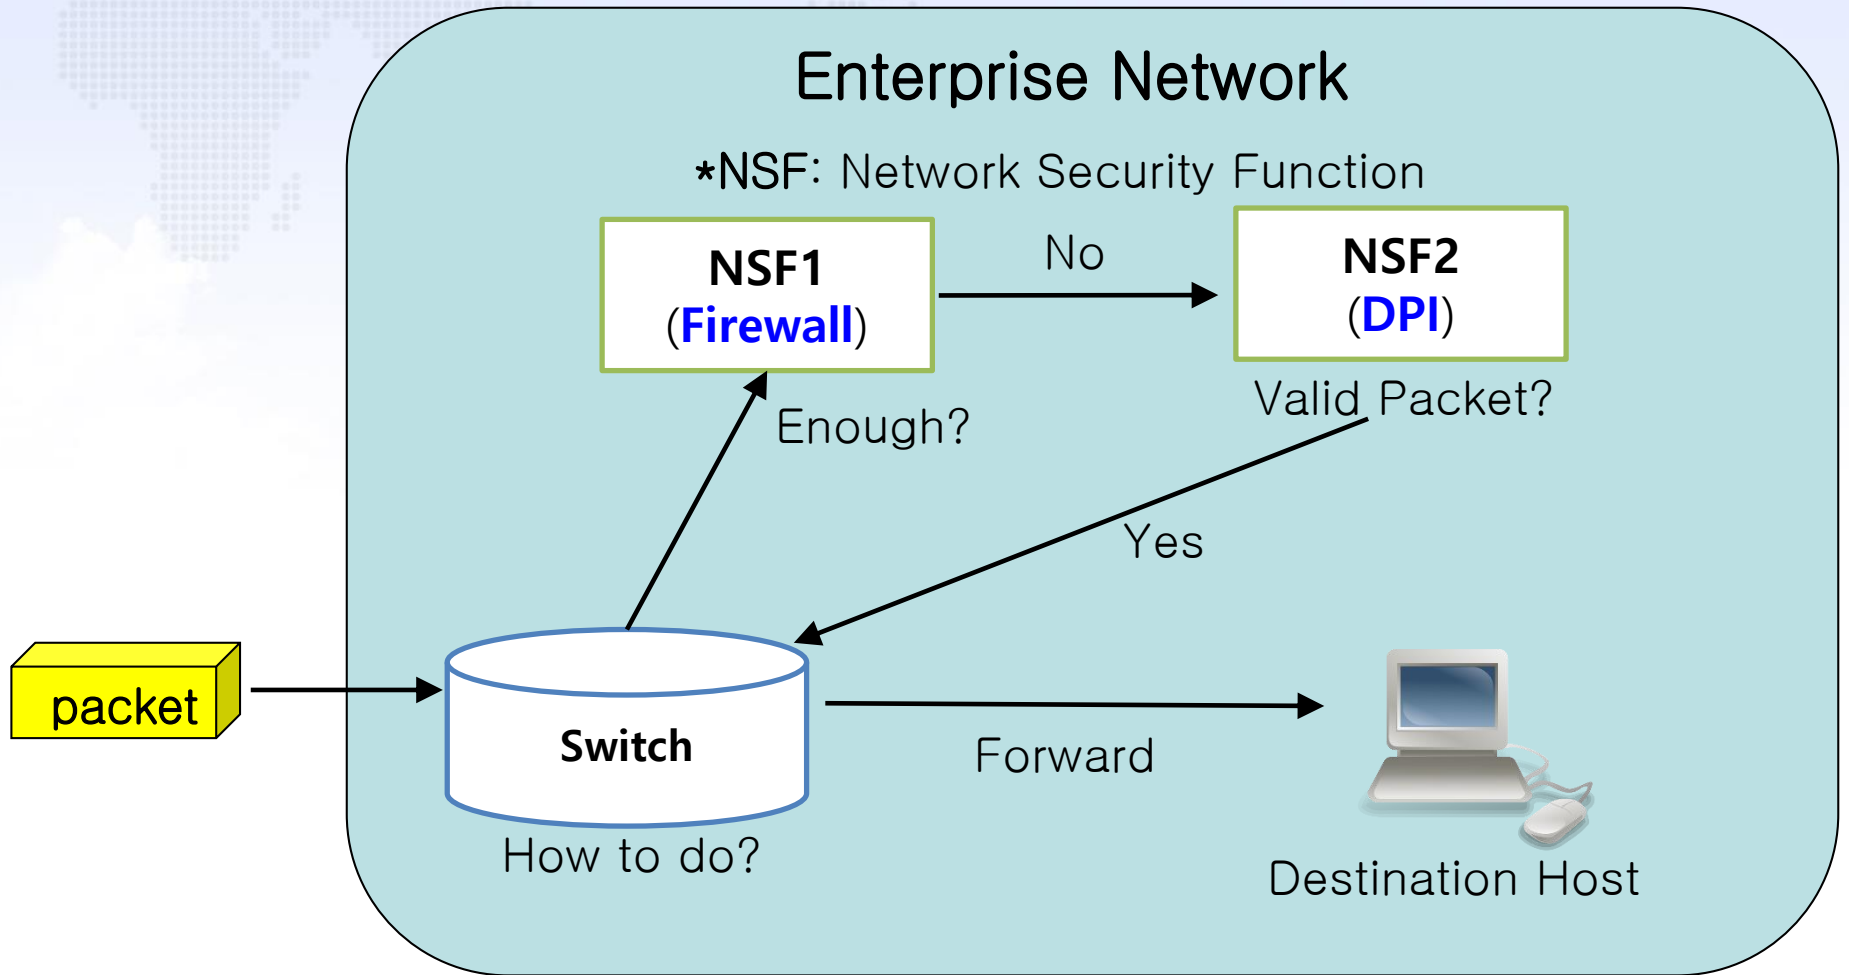 Enterprise Network
*NSF: Network Security Function
NSF1
(Firewall)
No
NSF2
(DPI)
Enough?
Valid Packet?
Yes
packet
Switch
Forward
How to do?
Destination Host